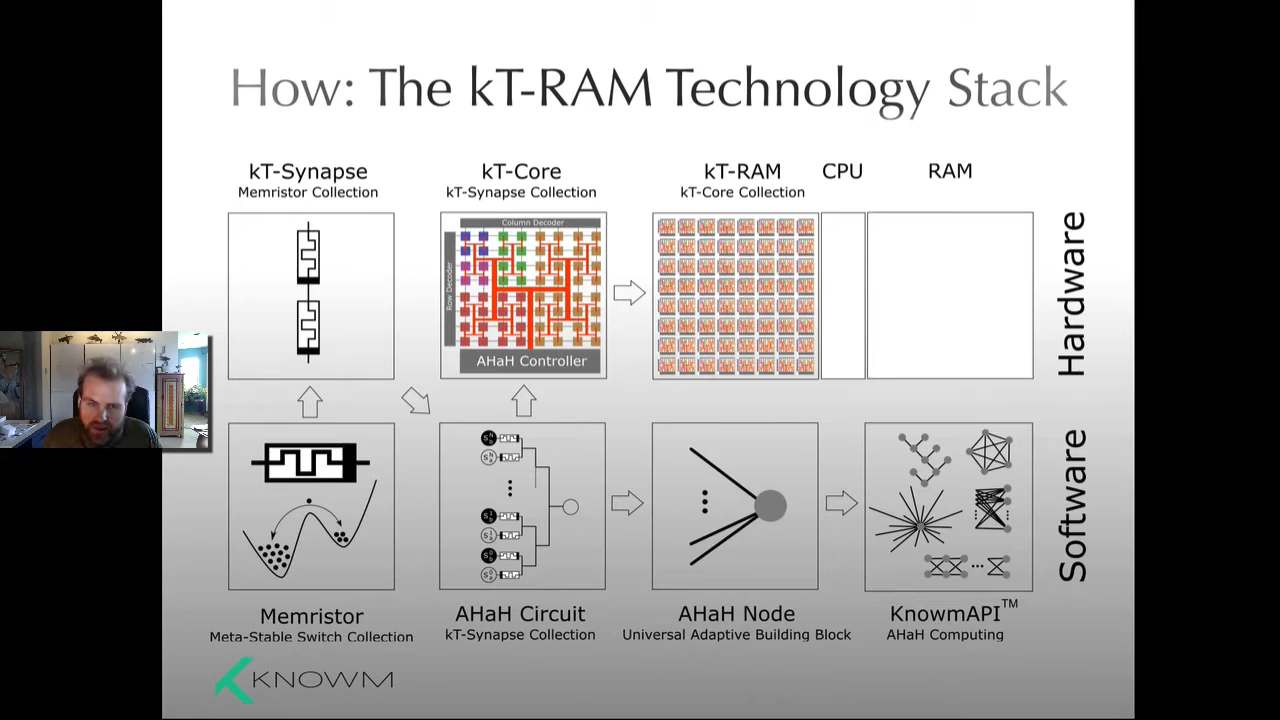 How: The kT-RAM Technology Stack
kT-Synapse
Memristor Collection
kT-Core
kT-Synapse Collection
kT-RAM
kT-Core Collection
CPU
RAM
Column Decoder
Row Decoder
AHaH Controller
Hardware
Software
Memristor
Meta-Stable Switch Collection
AHaH Circuit
kT-Synapse Collection
AHaH Node
Universal Adaptive Building Block
KnowmAPI™
AHaH Computing
KNOWM